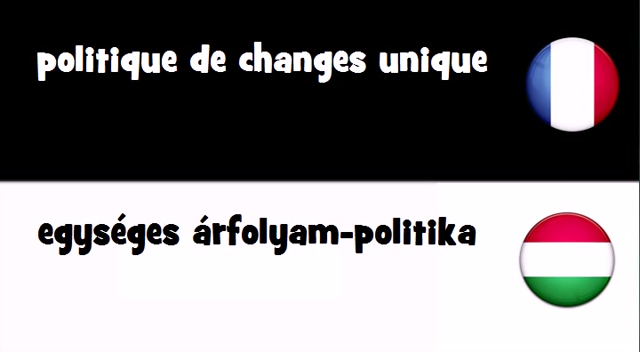 politique de changes unique
egységes árfolyam-politika